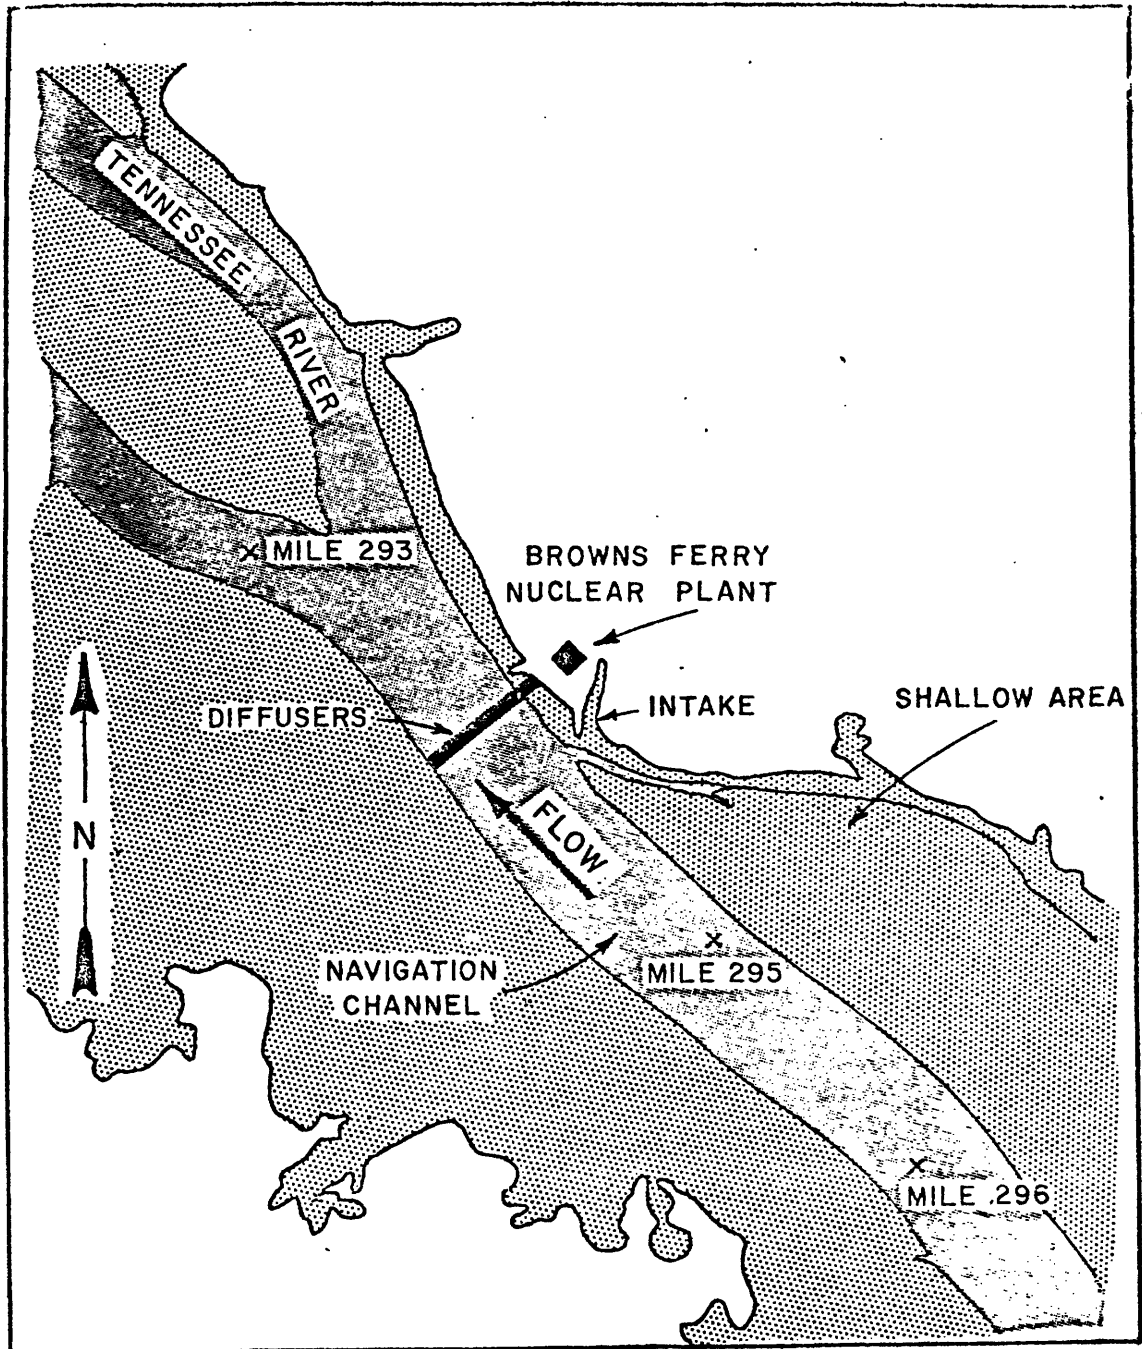 TENNESSEE
RIVER
MILE 293
BROWNS FERRY
NUCLEAR PLANT
INTAKE
SHALLOW AREA
DIFFUSERS
FLOW
N
NAVIGATION
CHANNEL
MILE 295
MILE .296